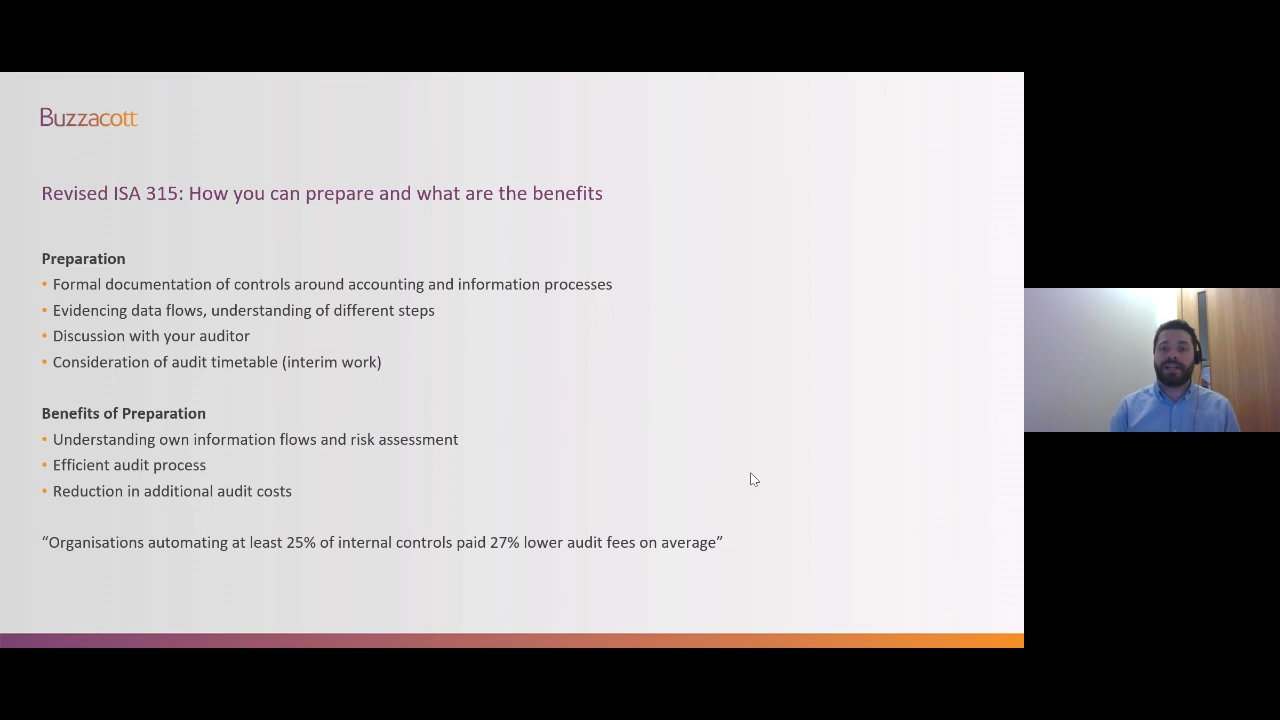 Buzzacott
Revised ISA 315: How you can prepare and what are the benefits
Preparation
• Formal documentation of controls around accounting and information processes
• Evidencing data flows, understanding of different steps
• Discussion with your auditor
• Consideration of audit timetable (interim work)
Benefits of Preparation
• Understanding own information flows and risk assessment
• Efficient audit process
• Reduction in additional audit costs
“Organisations automating at least 25% of internal controls paid 27% lower audit fees on average”